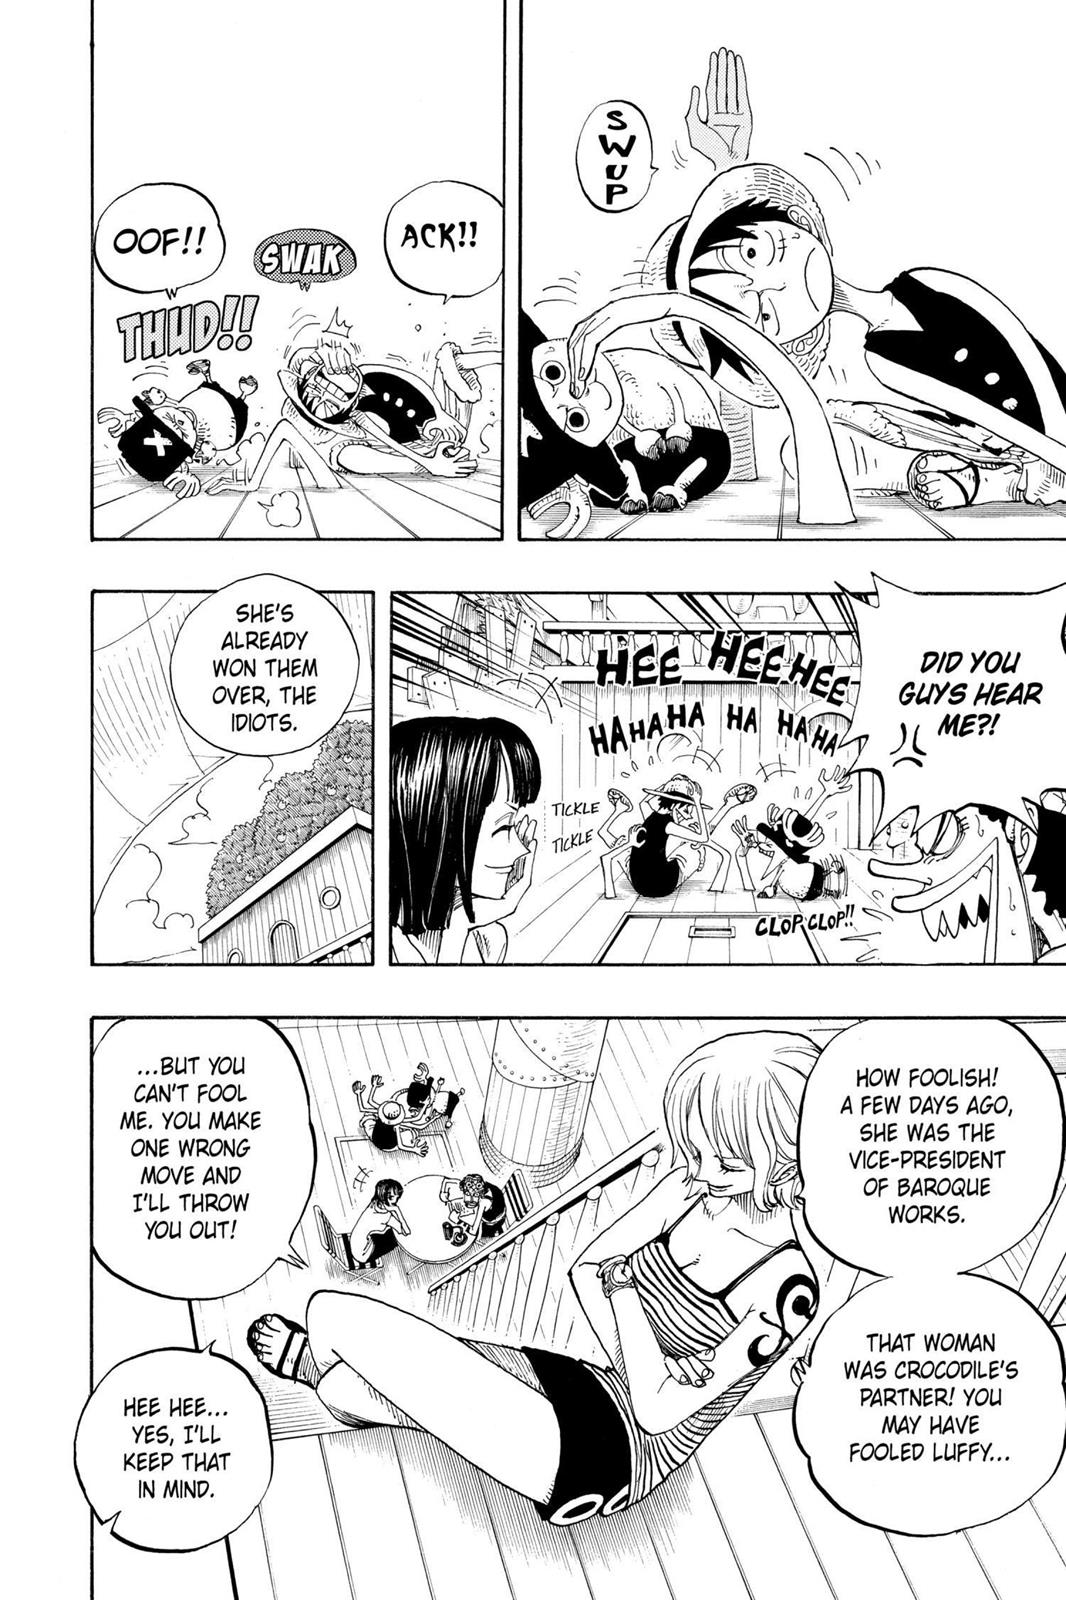 SWUP
ACK!!
SWAK
OOF!!
THUD!!
DID YOU
GUYS HEAR
ME?!
HEE HEE HEE
HAHAHA HA HA HA
TICKLE
TICKLE
CLOP CLOP!!
SHE'S
ALREADY
WON THEM
OVER, THE
IDIOTS.
HOW FOOLISH!
A FEW DAYS AGO,
SHE WAS THE
VICE-PRESIDENT
OF BAROQUE
WORKS.
THAT WOMAN
WAS CROCODILE'S
PARTNER! YOU
MAY HAVE
FOOLED LUFFY...
...BUT YOU
CAN'T FOOL
ME. YOU MAKE
ONE WRONG
MOVE AND
I'LL THROW
YOU OUT!
HEE HEE...
YES, I'LL
KEEP THAT
IN MIND.